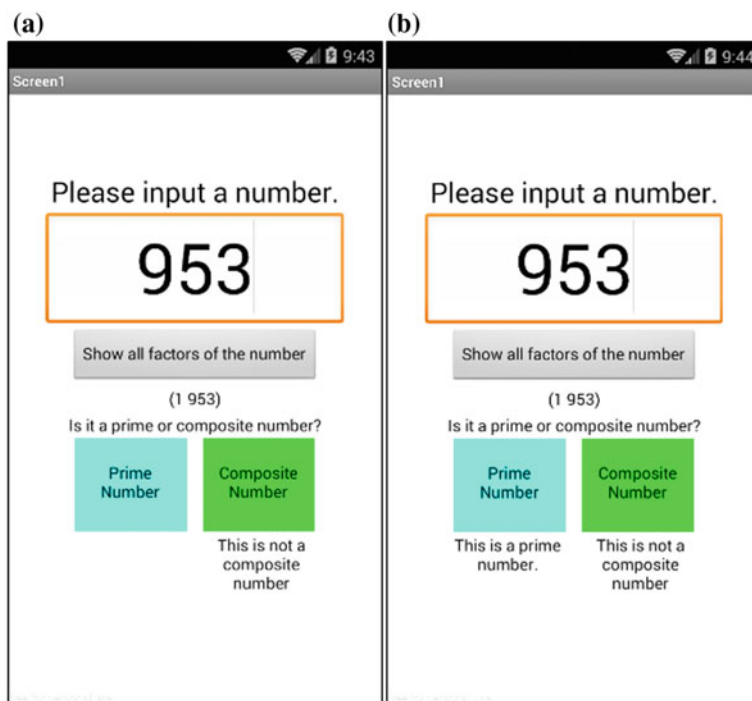 (a)
9:43
Screen1
Please input a number.
953
Show all factors of the number
(1 953)
Is it a prime or composite number?
Prime
Number
Composite
Number
This is not a
composite
number
(b)
9:44
Screen1
Please input a number.
953
Show all factors of the number
(1 953)
Is it a prime or composite number?
Prime
Number
Composite
Number
This is a prime
number.
This is not a
composite
number